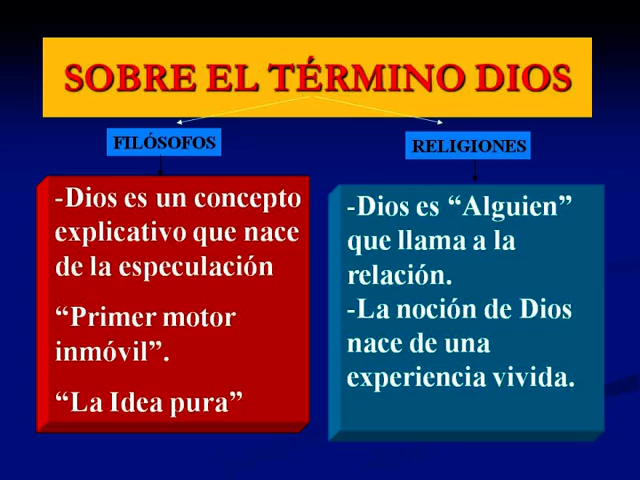 SOBRE EL TÉRMINO DIOS
FILÓSOFOS
-Dios es un concepto
explicativo que nace
de la especulación
“Primer motor
inmóvil”.
“La Idea pura”
RELIGIONES
-Dios es “Alguien”
que llama a la
relación.
-La noción de Dios
nace de una
experiencia vivida.